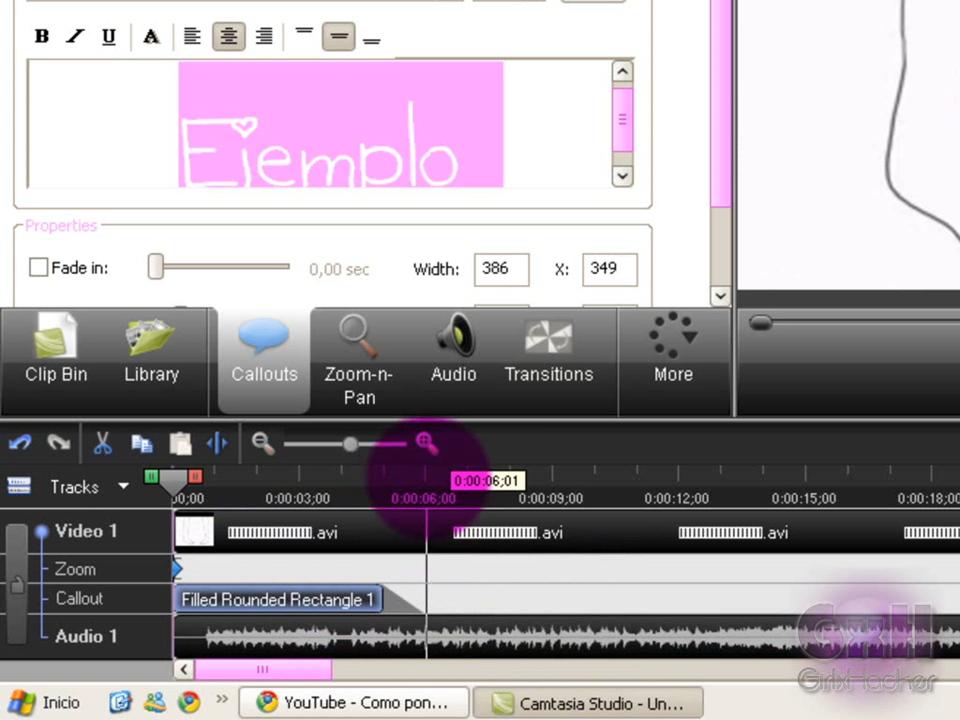 B I U A
Ejemplo
Properties
Fade in: 0,00 sec Width: 386 X: 349
Clip Bin Library Callouts Zoom-n-Pan Audio Transitions More
0:00:06;01
Tracks 00;00 0:00:03;00 0:00:06;00 0:00:09;00 0:00:12;00 0:00:15;00 0:00:18;00
Video 1 .avi .avi .avi
Zoom
Callout Filled Rounded Rectangle 1
Audio 1
GxH
GirlxHacker
Inicio YouTube - Como pon... Camtasia Studio - Un...